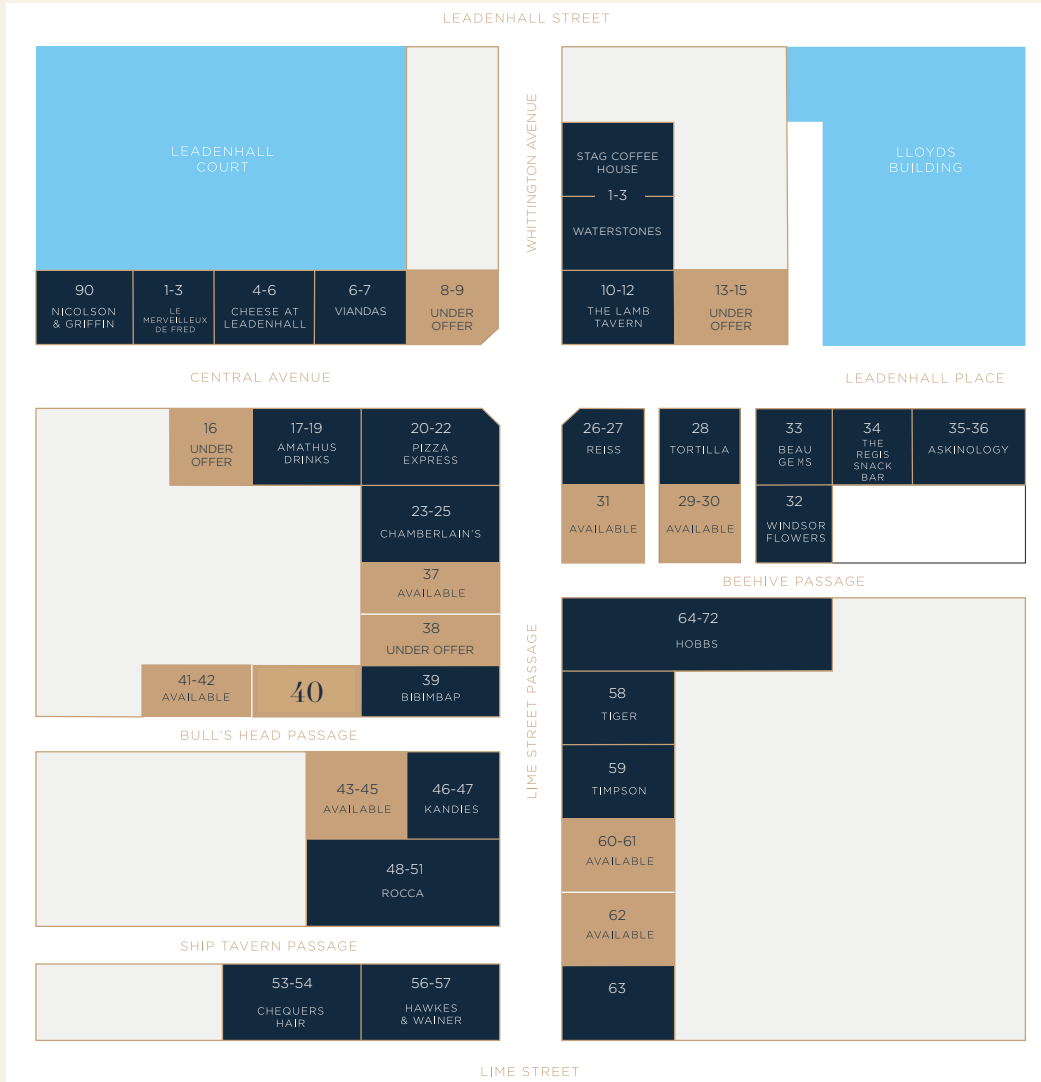 LEADENHALL STREET
LEADENHALL
COURT
WHITTINGTON AVENUE
STAG COFFEE
HOUSE
1-3
WATERSTONES
LLOYDS
BUILDING
90
NICOLSON
& GRIFFIN
1-3
LE
MERVEILLEUX
DE FRED
4-6
CHEESE AT
LEADENHALL
6-7
VIANDAS
8-9
UNDER
OFFER
10-12
THE LAMB
TAVERN
13-15
UNDER
OFFER
CENTRAL AVENUE
LEADENHALL PLACE
16
UNDER
OFFER
17-19
AMATHUS
DRINKS
20-22
PIZZA
EXPRESS
26-27
REISS
28
TORTILLA
33
BEAU
GEMS
34
THE
REGIS
SNACK
BAR
35-36
ASKINOLOGY
23-25
CHAMBERLAIN'S
31
AVAILABLE
29-30
AVAILABLE
32
WINDSOR
FLOWERS
37
AVAILABLE
BEEHIVE PASSAGE
38
UNDER OFFER
64-72
HOBBS
41-42
AVAILABLE
40
39
BIBIMBAP
LIME STREET PASSAGE
58
TIGER
BULL'S HEAD PASSAGE
43-45
AVAILABLE
46-47
KANDIES
59
TIMPSON
48-51
ROCCA
60-61
AVAILABLE
62
AVAILABLE
SHIP TAVERN PASSAGE
53-54
CHEQUERS
HAIR
56-57
HAWKES
& WAINER
63
LIME STREET